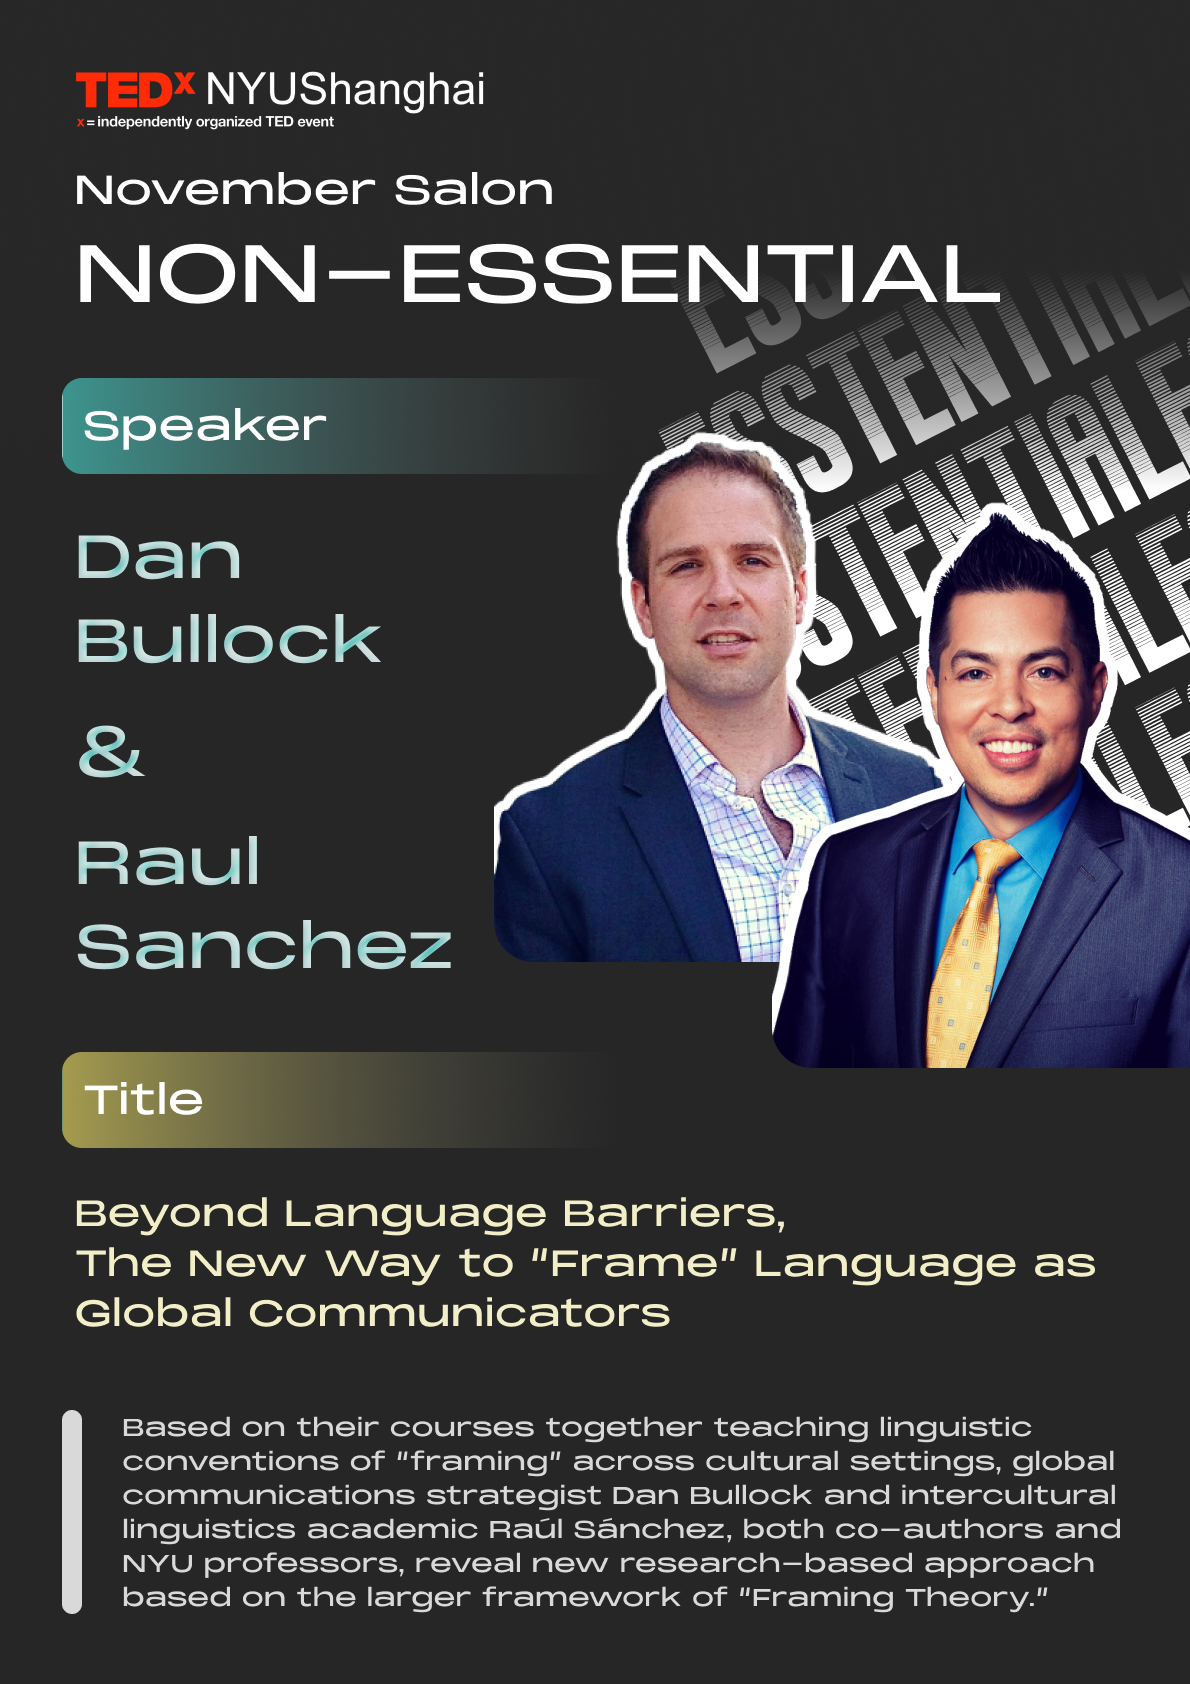 TEDx NYUShanghai
x = independently organized TED event
November Salon
NON–ESSENTIAL
Speaker
Dan
Bullock
&
Raul
Sanchez
Title
Beyond Language Barriers,
The New Way to "Frame" Language as
Global Communicators
Based on their courses together teaching linguistic
conventions of "framing" across cultural settings, global
communications strategist Dan Bullock and intercultural
linguistics academic Raúl Sánchez, both co–authors and
NYU professors, reveal new research–based approach
based on the larger framework of "Framing Theory."